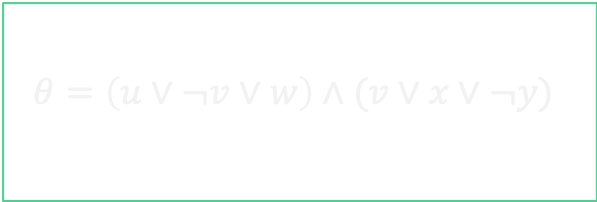 θ = (u ∨ ¬v ∨ w) ∧ (v ∨ x ∨ ¬y)